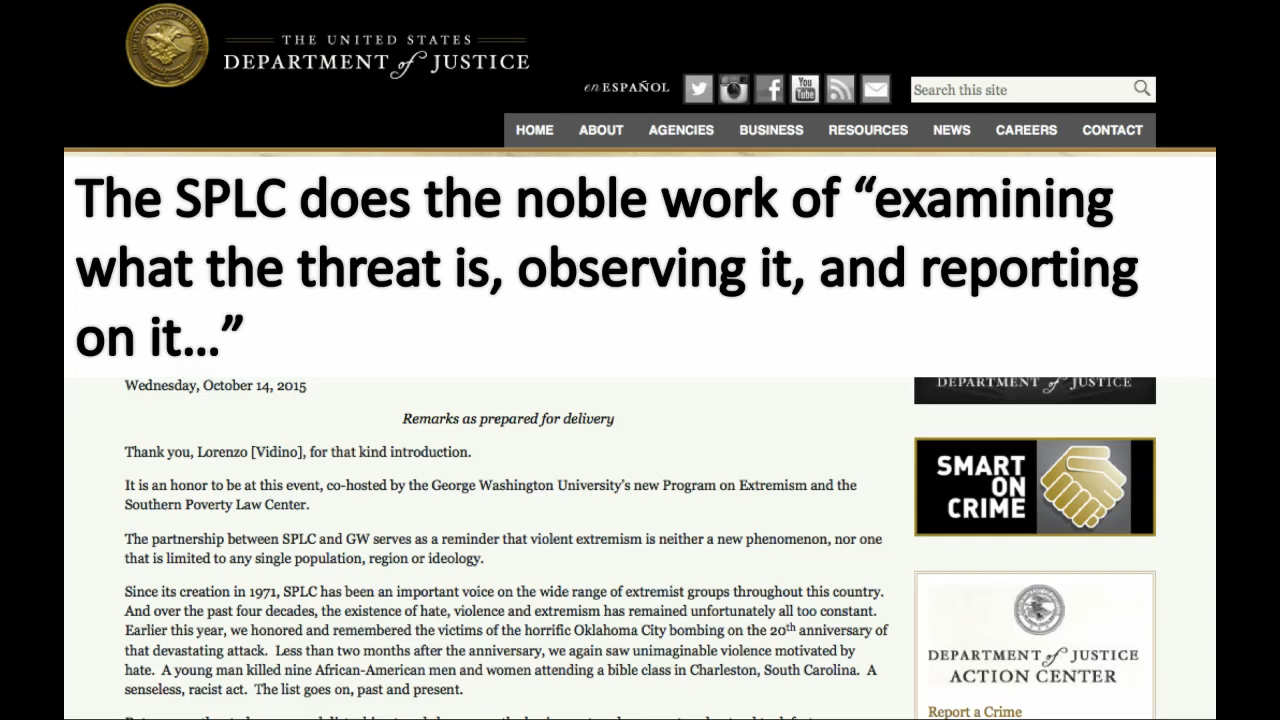 THE UNITED STATES
DEPARTMENT of JUSTICE
en ESPAÑOL
You
Tube
Search this site
HOME ABOUT AGENCIES BUSINESS RESOURCES NEWS CAREERS CONTACT
The SPLC does the noble work of “examining
what the threat is, observing it, and reporting
on it...”
Wednesday, October 14, 2015
Remarks as prepared for delivery
Thank you, Lorenzo [Vidino], for that kind introduction.
It is an honor to be at this event, co-hosted by the George Washington University’s new Program on Extremism and the
Southern Poverty Law Center.
The partnership between SPLC and GW serves as a reminder that violent extremism is neither a new phenomenon, nor one
that is limited to any single population, region or ideology.
Since its creation in 1971, SPLC has been an important voice on the wide range of extremist groups throughout this country.
And over the past four decades, the existence of hate, violence and extremism has remained unfortunately all too constant.
Earlier this year, we honored and remembered the victims of the horrific Oklahoma City bombing on the 20th anniversary of
that devastating attack.  Less than two months after the anniversary, we again saw unimaginable violence motivated by
hate.  A young man killed nine African-American men and women attending a bible class in Charleston, South Carolina.  A
senseless, racist act.  The list goes on, past and present.
DEPARTMENT of JUSTICE
SMART
ON
CRIME
DEPARTMENT of JUSTICE
ACTION CENTER
Report a Crime